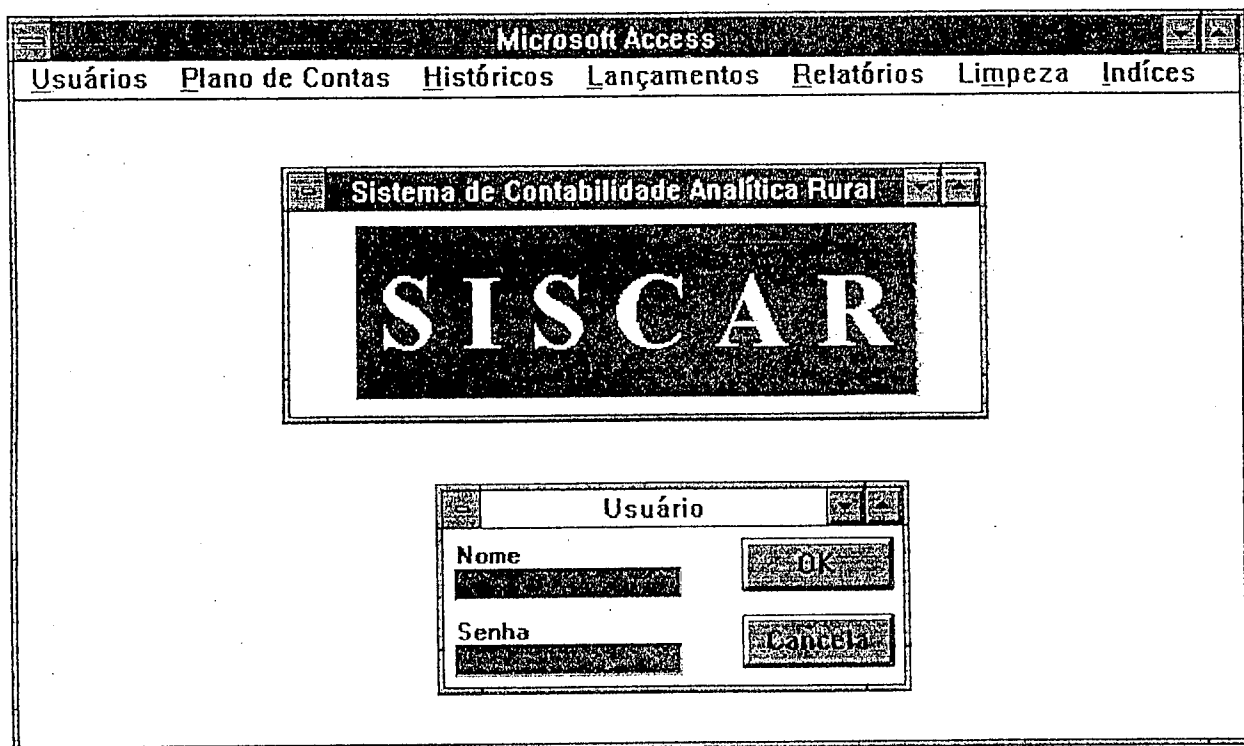 Microsoft Access
Usuários Plano de Contas Históricos Lançamentos Relatórios Limpeza Indíces
Sistema de Contabilidade Analítica Rural
SISCAR
Usuário
Nome
OK
Senha
Cancela